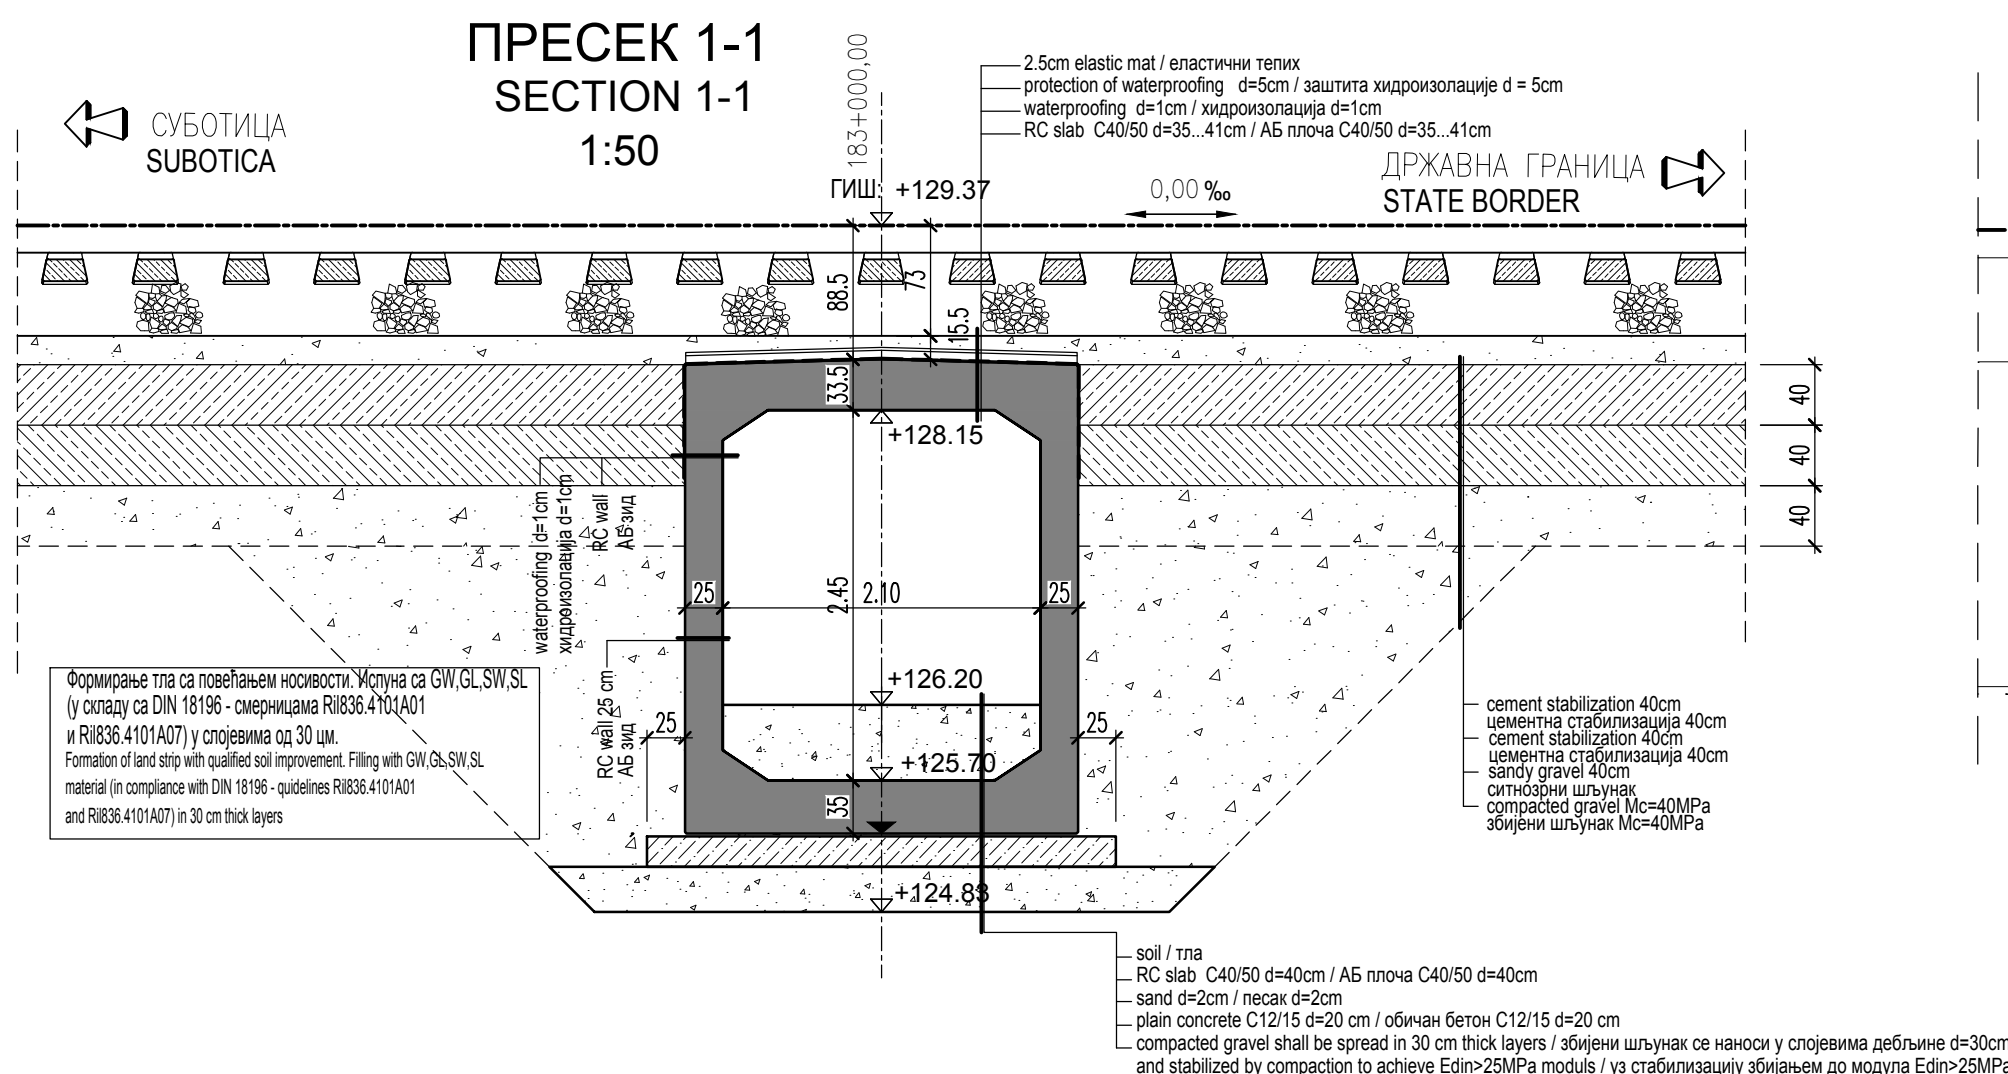 ПРЕСЕК 1-1
SECTION 1-1
1:50
СУБОТИЦА
SUBOTICA
183+000,00
2.5cm elastic mat / еластични тепих
protection of waterproofing d=5cm / заштита хидроизолације d = 5cm
waterproofing d=1cm / хидроизолација d=1cm
RC slab C40/50 d=35...41cm / АБ плоча C40/50 d=35...41cm
ДРЖАВНА ГРАНИЦА
STATE BORDER
ГИШ: +129.37
0,00 ‰
88.5
73
15.5
33.5
+128.15
40
40
40
waterproofing d=1cm
хидроизолација d=1cm
RC wall
АБ зид
25
2.45
2.10
25
RC wall 25 cm
АБ зид
25
25
+126.20
+125.70
35
+124.83
Формирање тла са повећањем носивости. Испуна са GW,GL,SW,SL
(у складу са DIN 18196 - смерницама Ril836.4101A01
и Ril836.4101A07) у слојевима од 30 цм.
Formation of land strip with qualified soil improvement. Filling with GW,GL,SW,SL
material (in compliance with DIN 18196 - quidelines Ril836.4101A01
and Ril836.4101A07) in 30 cm thick layers
cement stabilization 40cm
цементна стабилизација 40cm
cement stabilization 40cm
цементна стабилизација 40cm
sandy gravel 40cm
ситнозрни шљунак
compacted gravel Mc=40MPa
збијени шљунак Mc=40MPa
soil / тла
RC slab C40/50 d=40cm / АБ плоча C40/50 d=40cm
sand d=2cm / песак d=2cm
plain concrete C12/15 d=20 cm / обичан бетон C12/15 d=20 cm
compacted gravel shall be spread in 30 cm thick layers / збијени шљунак се наноси у слојевима дебљине d=30cm
and stabilized by compaction to achieve Edin>25MPa moduls / уз стабилизацију збијањем до модула Edin>25MPa